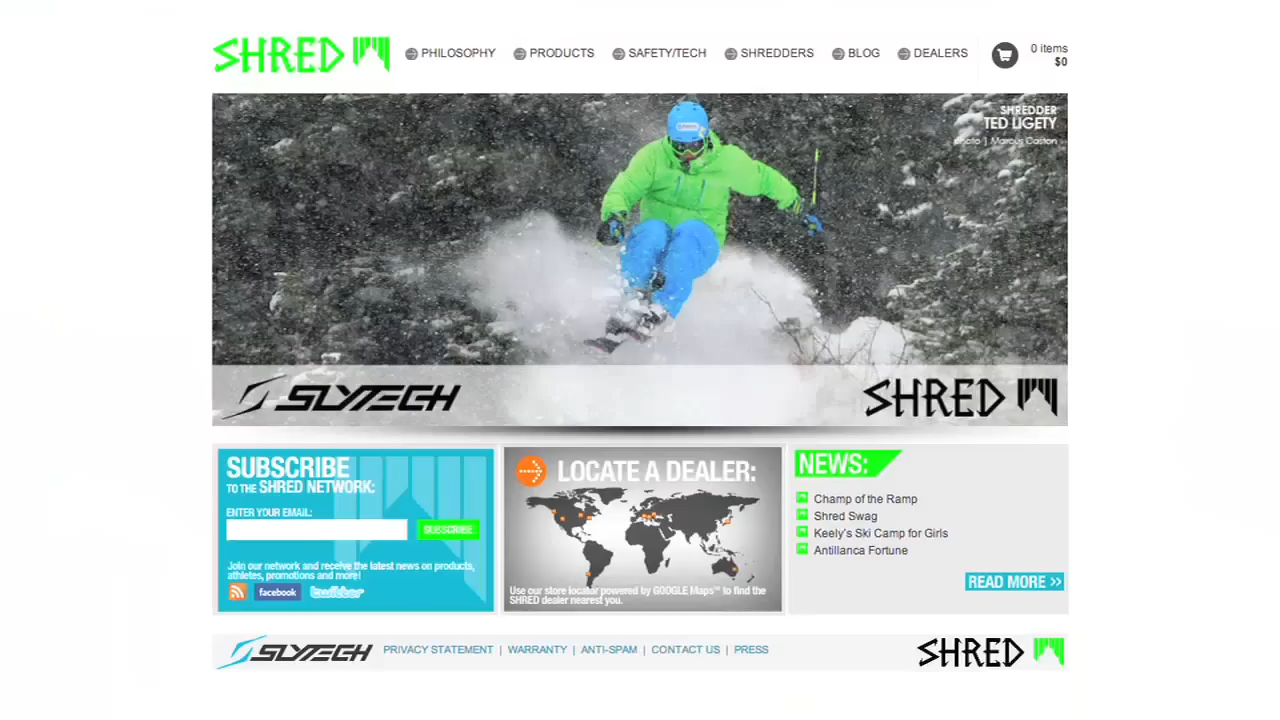 SHRED
PHILOSOPHY
PRODUCTS
SAFETY/TECH
SHREDDERS
BLOG
DEALERS
0 items
$0
SHREDDER
TED LIGETY
photo | Marcus Caston
SLYTECH
SHRED
SUBSCRIBE
TO THE SHRED NETWORK:
ENTER YOUR EMAIL:
SUBSCRIBE
Join our network and receive the latest news on products,
athletes, promotions and more!
facebook
twitter
LOCATE A DEALER:
Use our store locator powered by GOOGLE Maps™ to find the
SHRED dealer nearest you.
NEWS:
Champ of the Ramp
Shred Swag
Keely's Ski Camp for Girls
Antillanca Fortune
READ MORE >>
SLYTECH
PRIVACY STATEMENT | WARRANTY | ANTI-SPAM | CONTACT US | PRESS
SHRED